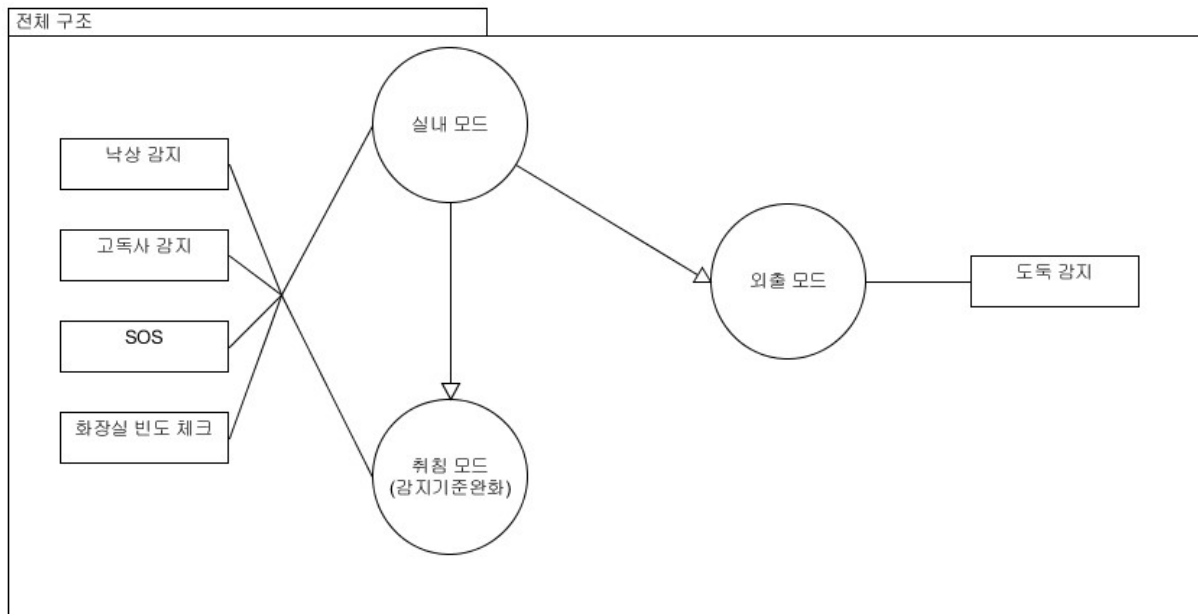 전체 구조
실내 모드
낙상 감지
고독사 감지
SOS
화장실 빈도 체크
취침 모드
(감지기준완화)
외출 모드
도둑 감지